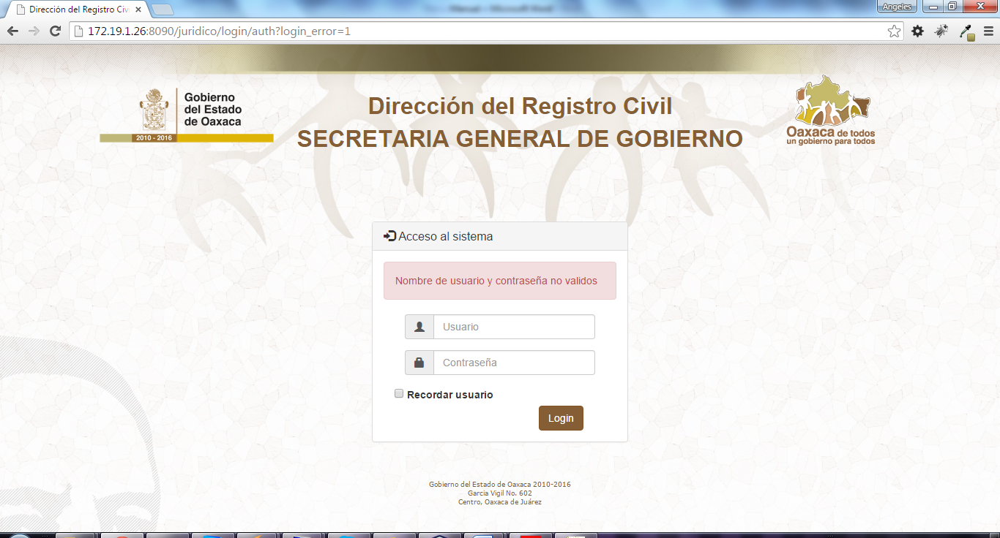 Dirección del Registro Civ
Angeles
172.19.1.26:8090/juridico/login/auth?login_error=1
Gobierno
del Estado
de Oaxaca
2010 - 2016
Dirección del Registro Civil
SECRETARIA GENERAL DE GOBIERNO
Oaxaca de todos
un gobierno para todos
Acceso al sistema
Nombre de usuario y contraseña no validos
Usuario
Contraseña
Recordar usuario
Login
Gobierno del Estado de Oaxaca 2010-2016
Garcia Vigil No. 602
Centro, Oaxaca de Juárez